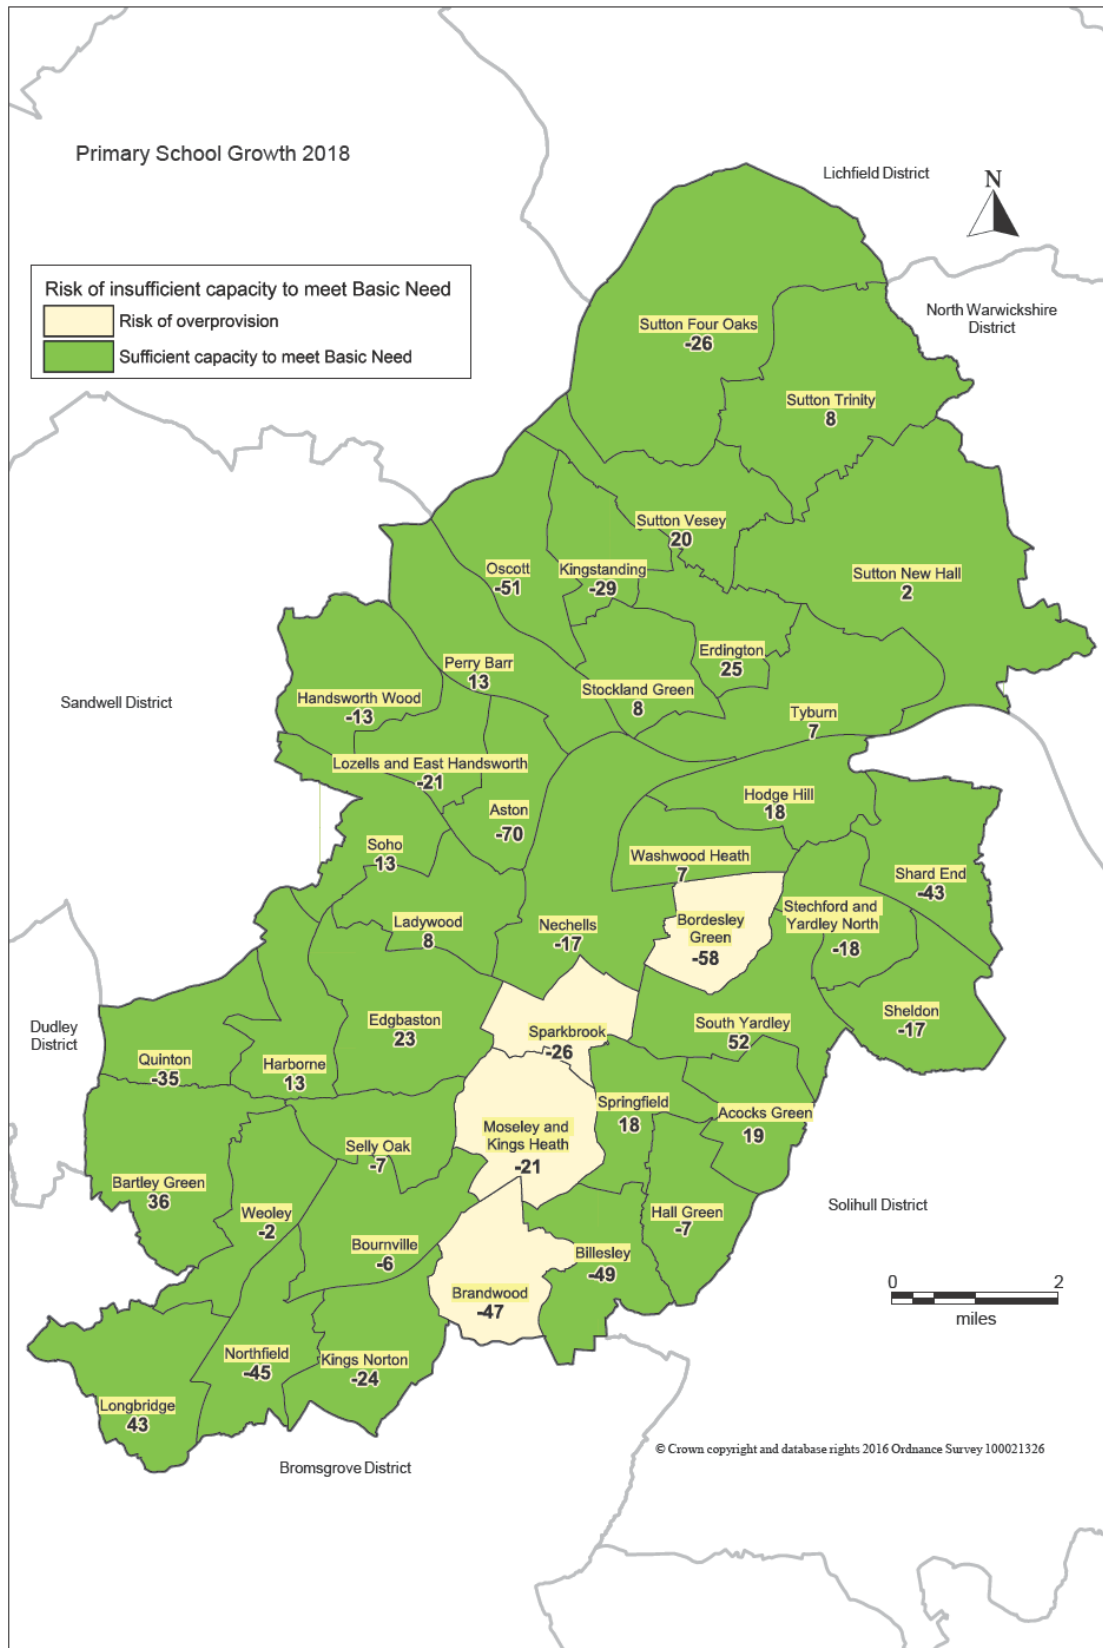 Primary School Growth 2018
Lichfield District
N
Risk of insufficient capacity to meet Basic Need
Risk of overprovision
Sufficient capacity to meet Basic Need
North Warwickshire
District
Sutton Four Oaks
-26
Sutton Trinity
8
Sutton Vesey
20
Oscott
-51
Kingstanding
-29
Sutton New Hall
2
Erdington
25
Perry Barr
13
Stockland Green
8
Handsworth Wood
-13
Sandwell District
Tyburn
7
Lozells and East Handsworth
-21
Hodge Hill
18
Aston
-70
Soho
13
Washwood Heath
7
Shard End
-43
Stechford and
Yardley North
-18
Bordesley
Green
-58
Ladywood
8
Nechells
-17
Sheldon
-17
Dudley
District
Edgbaston
23
South Yardley
52
Sparkbrook
-26
Quinton
-35
Harborne
13
Springfield
18
Acocks Green
19
Moseley and
Kings Heath
-21
Selly Oak
-7
Bartley Green
36
Weoley
-2
Hall Green
-7
Solihull District
Bournville
-6
Billesley
-49
Brandwood
-47
0 2
miles
Northfield
-45
Kings Norton
-24
Longbridge
43
© Crown copyright and database rights 2016 Ordnance Survey 100021326
Bromsgrove District